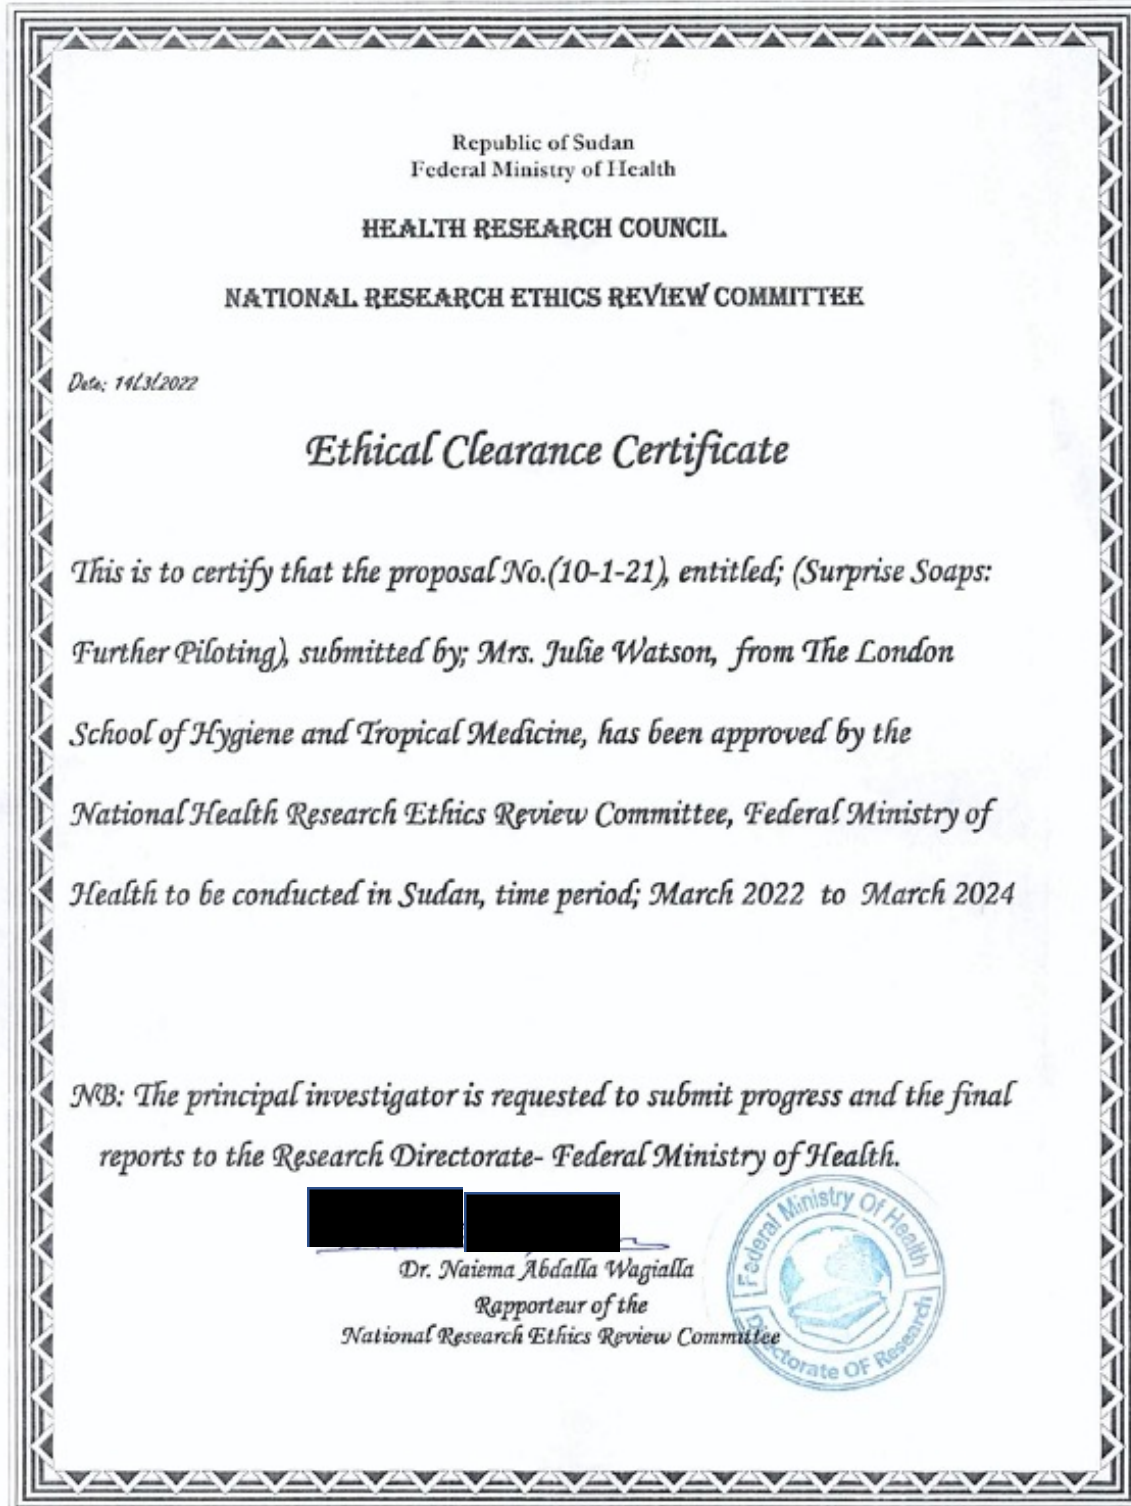 Republic of Sudan
Federal Ministry of Health
HEALTH RESEARCH COUNCIL
NATIONAL RESEARCH ETHICS REVIEW COMMITTEE
Date: 14/3/2022
Ethical Clearance Certificate
This is to certify that the proposal No.(10-1-21), entitled; (Surprise Soaps:
Further Piloting), submitted by; Mrs. Julie Watson, from The London
School of Hygiene and Tropical Medicine, has been approved by the
National Health Research Ethics Review Committee, Federal Ministry of
Health to be conducted in Sudan, time period; March 2022 to March 2024
NB: The principal investigator is requested to submit progress and the final
reports to the Research Directorate- Federal Ministry of Health.
Dr. Naiema Abdalla Wagialla
Rapporteur of the
National Research Ethics Review Committee
Federal Ministry Of Health
Directorate OF Research